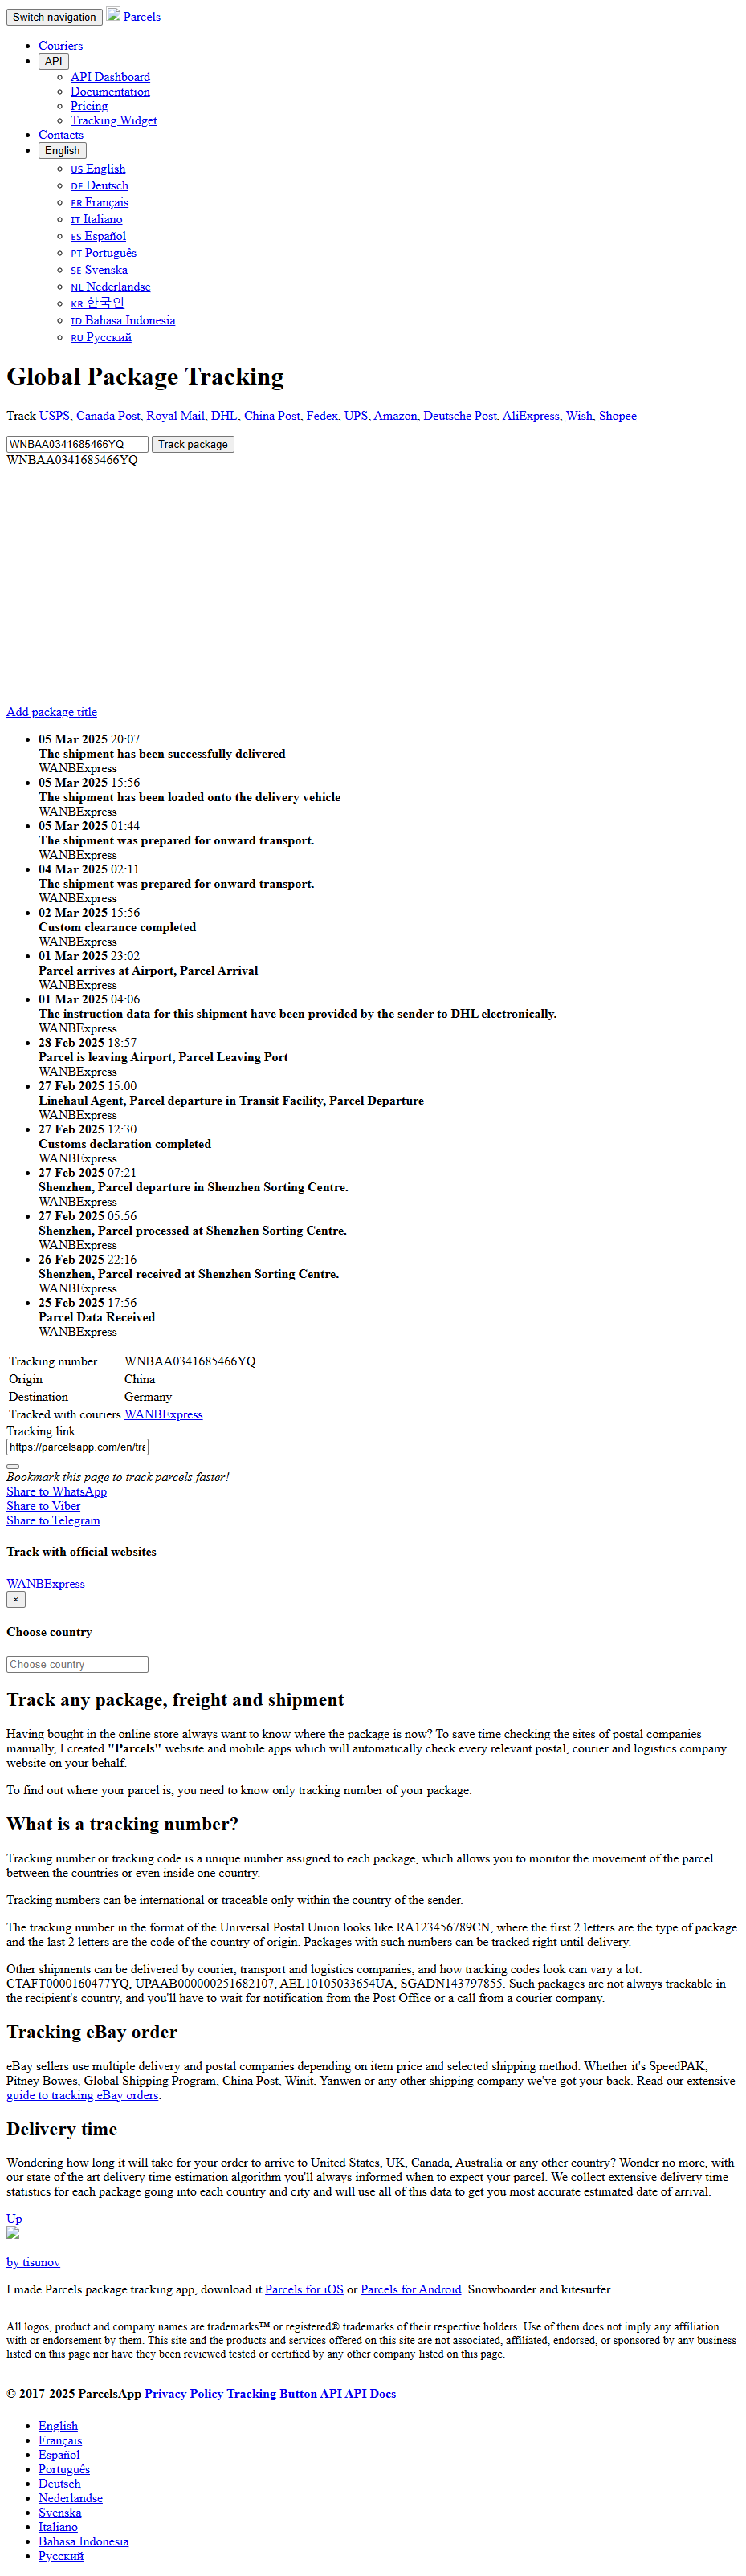 Switch navigation Parcels
Couriers
API
API Dashboard
Documentation
Pricing
Tracking Widget
Contacts
English
US English
DE Deutsch
FR Français
IT Italiano
ES Español
PT Português
SE Svenska
NL Nederlandse
KR 한국인
ID Bahasa Indonesia
RU Русский
Global Package Tracking
Track USPS, Canada Post, Royal Mail, DHL, China Post, Fedex, UPS, Amazon, Deutsche Post, AliExpress, Wish, Shopee
WNBAA0341685466YQ Track package
WNBAA0341685466YQ
Add package title
05 Mar 2025 20:07
The shipment has been successfully delivered
WANBExpress
05 Mar 2025 15:56
The shipment has been loaded onto the delivery vehicle
WANBExpress
05 Mar 2025 01:44
The shipment was prepared for onward transport.
WANBExpress
04 Mar 2025 02:11
The shipment was prepared for onward transport.
WANBExpress
02 Mar 2025 15:56
Custom clearance completed
WANBExpress
01 Mar 2025 23:02
Parcel arrives at Airport, Parcel Arrival
WANBExpress
01 Mar 2025 04:06
The instruction data for this shipment have been provided by the sender to DHL electronically.
WANBExpress
28 Feb 2025 18:57
Parcel is leaving Airport, Parcel Leaving Port
WANBExpress
27 Feb 2025 15:00
Linehaul Agent, Parcel departure in Transit Facility, Parcel Departure
WANBExpress
27 Feb 2025 12:30
Customs declaration completed
WANBExpress
27 Feb 2025 07:21
Shenzhen, Parcel departure in Shenzhen Sorting Centre.
WANBExpress
27 Feb 2025 05:56
Shenzhen, Parcel processed at Shenzhen Sorting Centre.
WANBExpress
26 Feb 2025 22:16
Shenzhen, Parcel received at Shenzhen Sorting Centre.
WANBExpress
25 Feb 2025 17:56
Parcel Data Received
WANBExpress
Tracking number WNBAA0341685466YQ
Origin China
Destination Germany
Tracked with couriers WANBExpress
Tracking link
https://parcelsapp.com/en/tra
Bookmark this page to track parcels faster!
Share to WhatsApp
Share to Viber
Share to Telegram
Track with official websites
WANBExpress
×
Choose country
Choose country
Track any package, freight and shipment
Having bought in the online store always want to know where the package is now? To save time checking the sites of postal companies
manually, I created "Parcels" website and mobile apps which will automatically check every relevant postal, courier and logistics company
website on your behalf.
To find out where your parcel is, you need to know only tracking number of your package.
What is a tracking number?
Tracking number or tracking code is a unique number assigned to each package, which allows you to monitor the movement of the parcel
between the countries or even inside one country.
Tracking numbers can be international or traceable only within the country of the sender.
The tracking number in the format of the Universal Postal Union looks like RA123456789CN, where the first 2 letters are the type of package
and the last 2 letters are the code of the country of origin. Packages with such numbers can be tracked right until delivery.
Other shipments can be delivered by courier, transport and logistics companies, and how tracking codes look can vary a lot:
CTAFT0000160477YQ, UPAAB000000251682107, AEL10105033654UA, SGADN143797855. Such packages are not always trackable in
the recipient's country, and you'll have to wait for notification from the Post Office or a call from a courier company.
Tracking eBay order
eBay sellers use multiple delivery and postal companies depending on item price and selected shipping method. Whether it's SpeedPAK,
Pitney Bowes, Global Shipping Program, China Post, Winit, Yanwen or any other shipping company we've got your back. Read our extensive
guide to tracking eBay orders.
Delivery time
Wondering how long it will take for your order to arrive to United States, UK, Canada, Australia or any other country? Wonder no more, with
our state of the art delivery time estimation algorithm you'll always informed when to expect your parcel. We collect extensive delivery time
statistics for each package going into each country and city and will use all of this data to get you most accurate estimated date of arrival.
Up
by tisunov
I made Parcels package tracking app, download it Parcels for iOS or Parcels for Android. Snowboarder and kitesurfer.
All logos, product and company names are trademarks™ or registered® trademarks of their respective holders. Use of them does not imply any affiliation
with or endorsement by them. This site and the products and services offered on this site are not associated, affiliated, endorsed, or sponsored by any business
listed on this page nor have they been reviewed tested or certified by any other company listed on this page.
© 2017-2025 ParcelsApp Privacy Policy Tracking Button API API Docs
English
Français
Español
Português
Deutsch
Nederlandse
Svenska
Italiano
Bahasa Indonesia
Русский